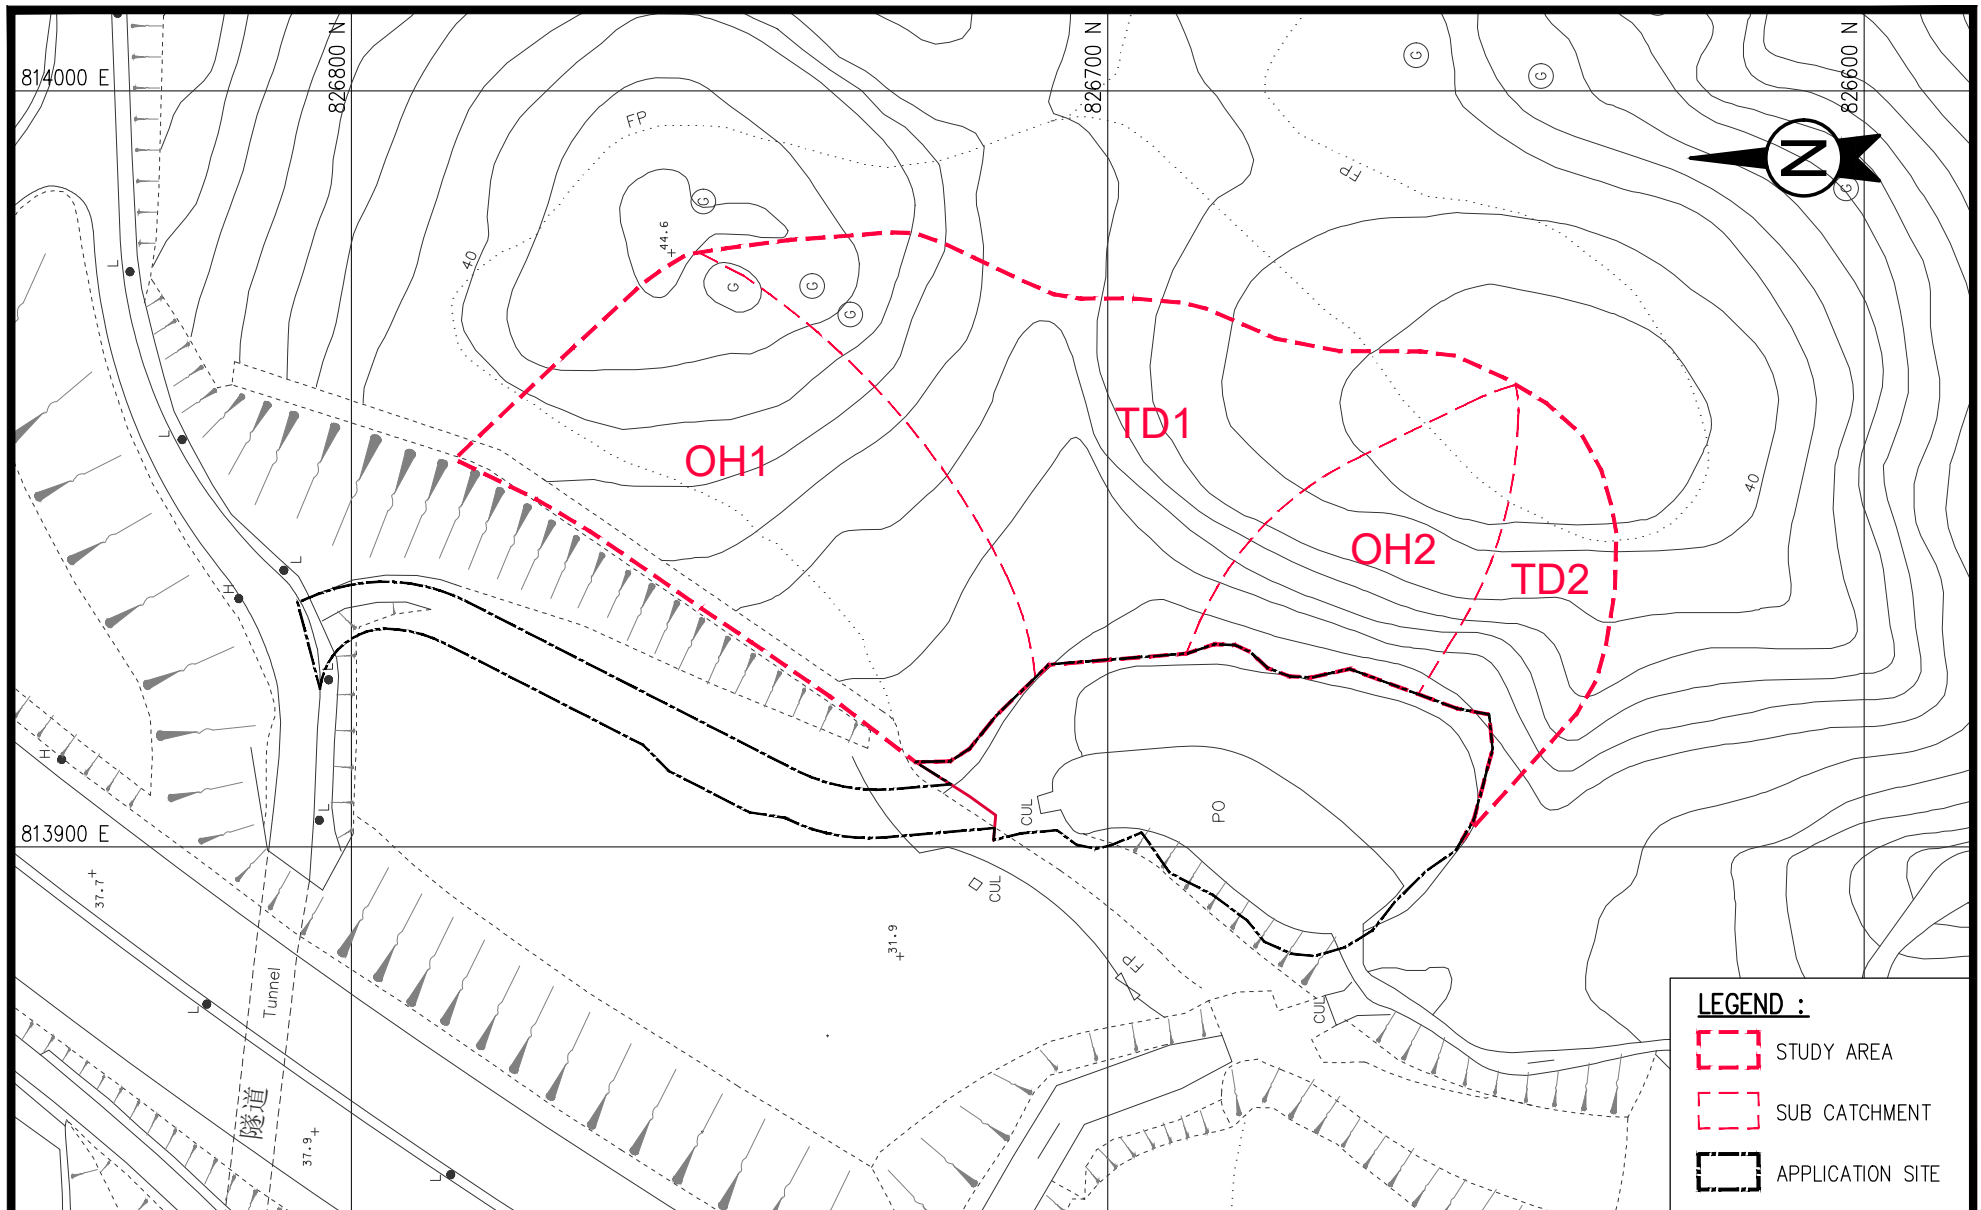 814000 E
826800 N
826700 N
826600 N
G
G
FP
FP
N
G
G
44.6
40
L
G
G
G
TD1
L
OH1
40
OH2
TD2
L
H
L
H
L
CUL
PO
813900 E
37.7
CUL
31.9
FP
Tunnel
L
CUL
隧道
37.9
L
LEGEND :
STUDY AREA
SUB CATCHMENT
APPLICATION SITE